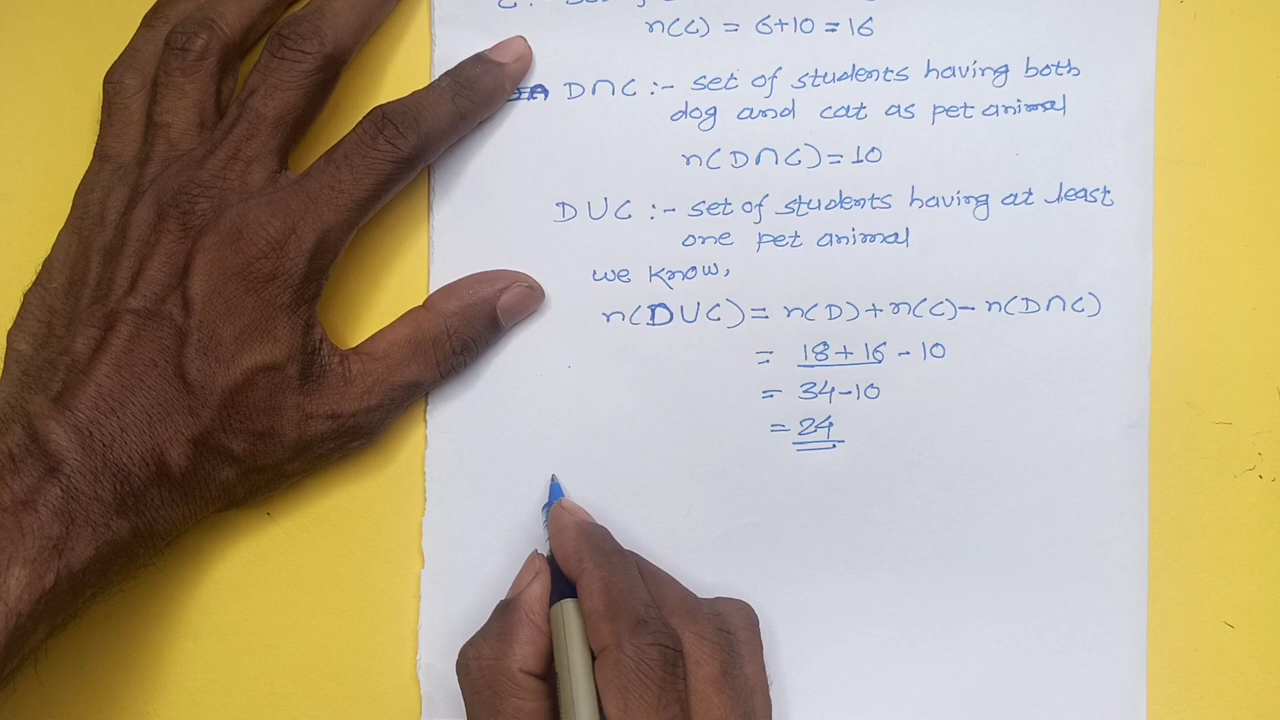 n(C) = 6+10 = 16
D∩C :- set of students having both
dog and cat as pet animal
n(D∩C) = 10
D∪C :- set of students having at least
one pet animal
we know,
n(D∪C) = n(D)+n(C)-n(D∩C)
= 18+16-10
= 34-10
= 24